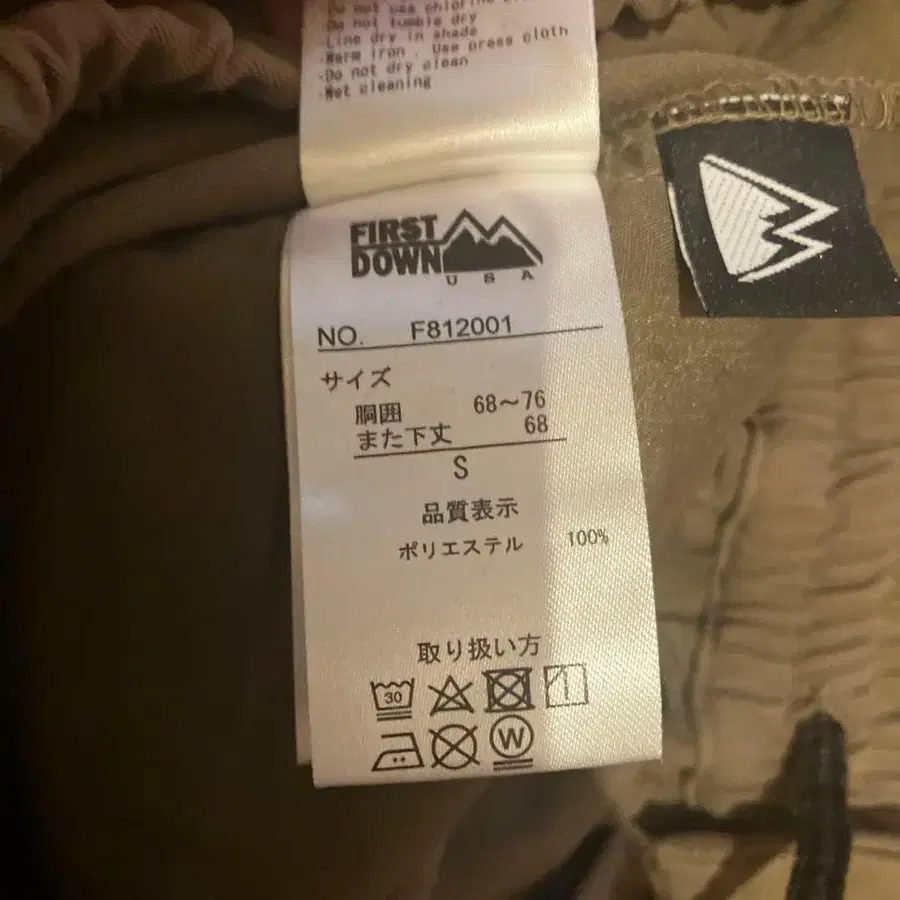 Do not tumble dry
Line dry in shade
·Warm iron . Use press cloth
·Do not dry clean
·Wet cleaning
FIRST
DOWN
USA
NO. F812001
サイズ
胴囲 68～76
また下丈 68
S
品質表示
ポリエステル 100%
取り扱い方
30
W